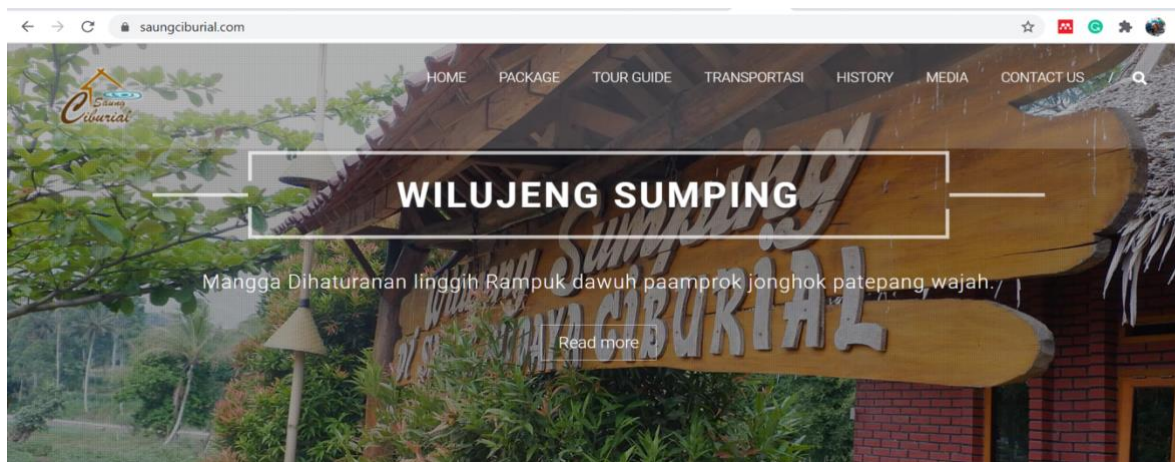 saungciburial.com
Saung
Ciburial
HOME PACKAGE TOUR GUIDE TRANSPORTASI HISTORY MEDIA CONTACT US /
WILUJENG SUMPING
Mangga Dihaturanan linggih Rampuk dawuh paamprok jonghok patepang wajah.
Read more
Wilujeng Sumping
DI
CIBURIAL